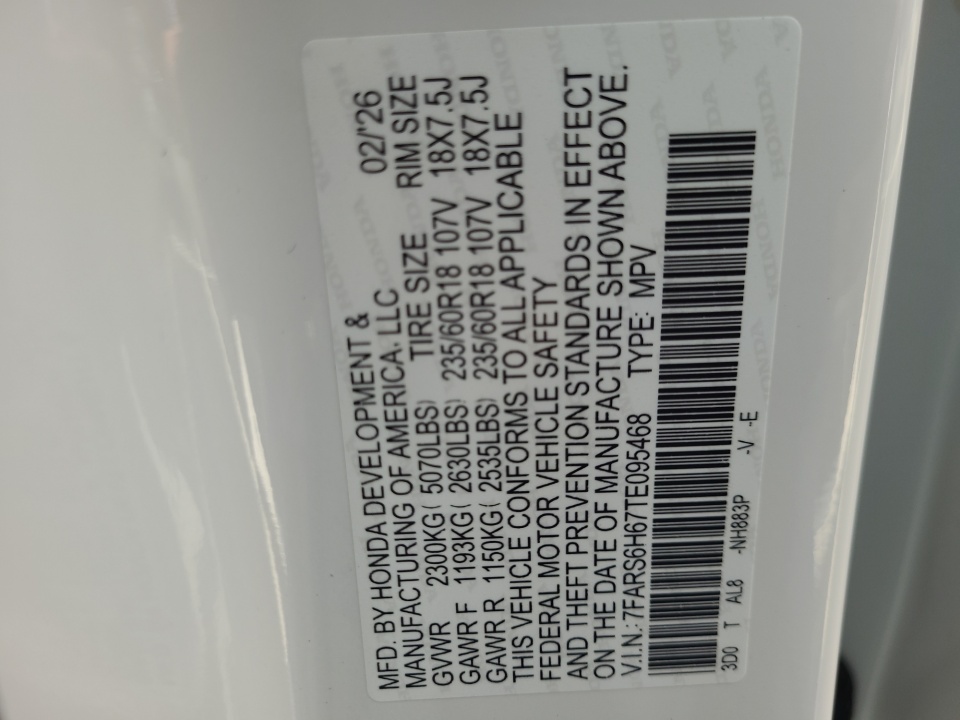 MFD. BY HONDA DEVELOPMENT & 02/'26
MANUFACTURING OF AMERICA. LLC
TIRE SIZE RIM SIZE
GVWR 2300KG( 5070LBS)
GAWR F 1193KG( 2630LBS) 235/60R18 107V 18X7.5J
GAWR R 1150KG( 2535LBS) 235/60R18 107V 18X7.5J
THIS VEHICLE CONFORMS TO ALL APPLICABLE
FEDERAL MOTOR VEHICLE SAFETY
AND THEFT PREVENTION STANDARDS IN EFFECT
ON THE DATE OF MANUFACTURE SHOWN ABOVE.
V.I.N.: 7FARS6H67TE095468 TYPE: MPV
3D0 T AL8 -NH883P -V -E